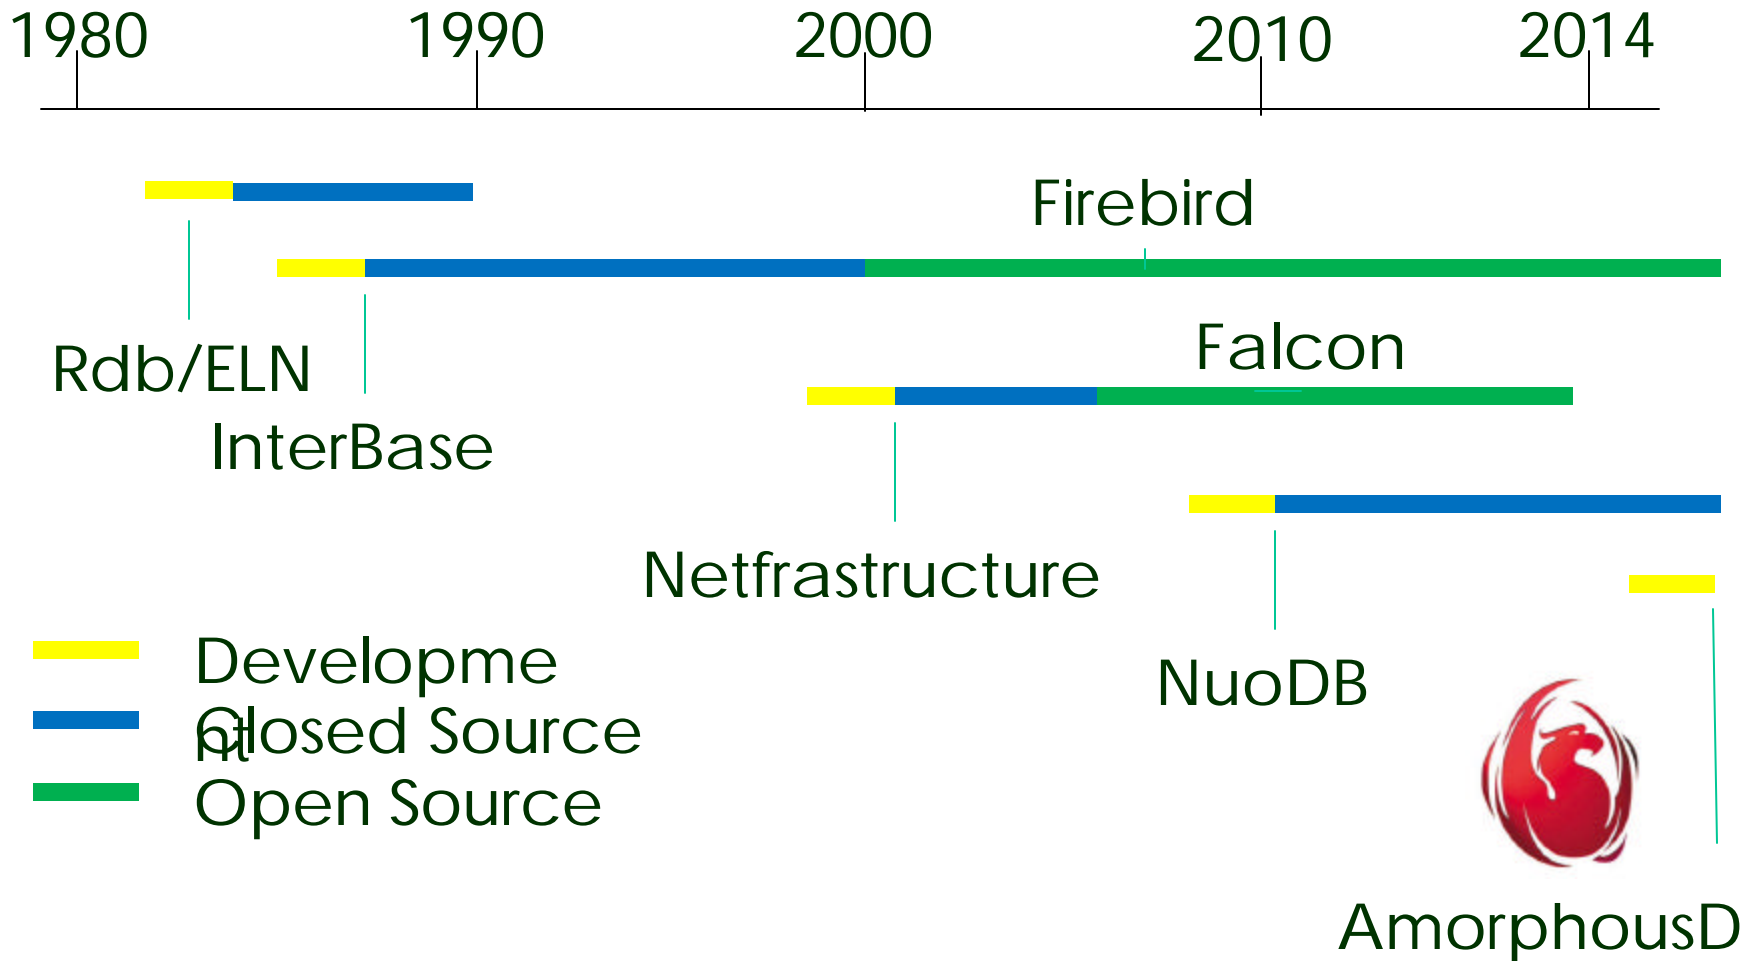 1980 1990 2000 2010 2014
Firebird
Rdb/ELN
Falcon
InterBase
Netfrastructure
NuoDB
Developme
nt
Closed Source
Open Source
AmorphousD